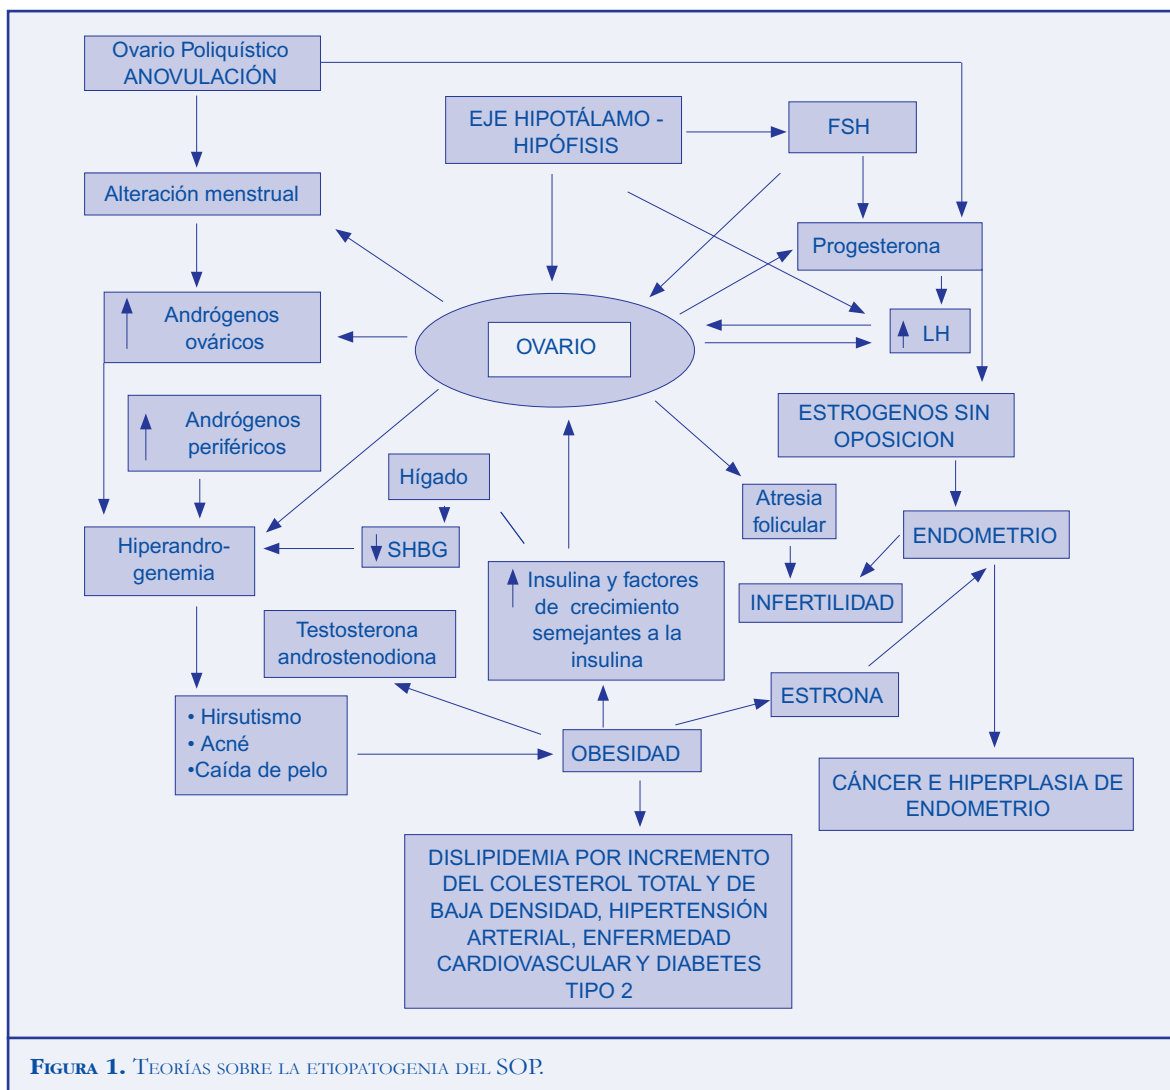 Ovario Poliquístico
ANOVULACIÓN
EJE HIPOTÁLAMO -
HIPÓFISIS
FSH
Alteración menstrual
Progesterona
Andrógenos
ováricos
OVARIO
LH
Andrógenos
periféricos
ESTROGENOS SIN
OPOSICION
Hígado
Atresia
folicular
Hiperandro-
genemia
SHBG
ENDOMETRIO
Insulina y factores
de crecimiento
semejantes a la
insulina
INFERTILIDAD
Testosterona
androstenodiona
ESTRONA
• Hirsutismo
• Acné
•Caída de pelo
OBESIDAD
CÁNCER E HIPERPLASIA DE
ENDOMETRIO
DISLIPIDEMIA POR INCREMENTO
DEL COLESTEROL TOTAL Y DE
BAJA DENSIDAD, HIPERTENSIÓN
ARTERIAL, ENFERMEDAD
CARDIOVASCULAR Y DIABETES
TIPO 2
FIGURA 1. TEORÍAS SOBRE LA ETIOPATOGENIA DEL SOP.